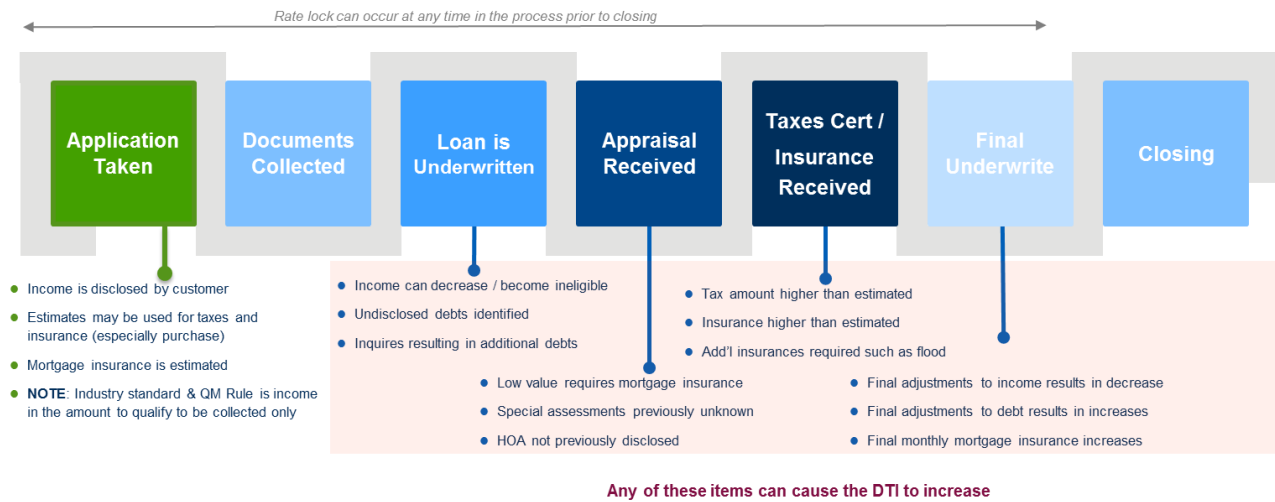 Rate lock can occur at any time in the process prior to closing
Application
Taken
Documents
Collected
Loan is
Underwritten
Appraisal
Received
Taxes Cert /
Insurance
Received
Final
Underwrite
Closing
Income is disclosed by customer
Estimates may be used for taxes and
insurance (especially purchase)
Mortgage insurance is estimated
NOTE: Industry standard & QM Rule is income
in the amount to qualify to be collected only
Income can decrease / become ineligible
Undisclosed debts identified
Inquires resulting in additional debts
Low value requires mortgage insurance
Special assessments previously unknown
HOA not previously disclosed
Tax amount higher than estimated
Insurance higher than estimated
Add'l insurances required such as flood
Final adjustments to income results in decrease
Final adjustments to debt results in increases
Final monthly mortgage insurance increases
Any of these items can cause the DTI to increase